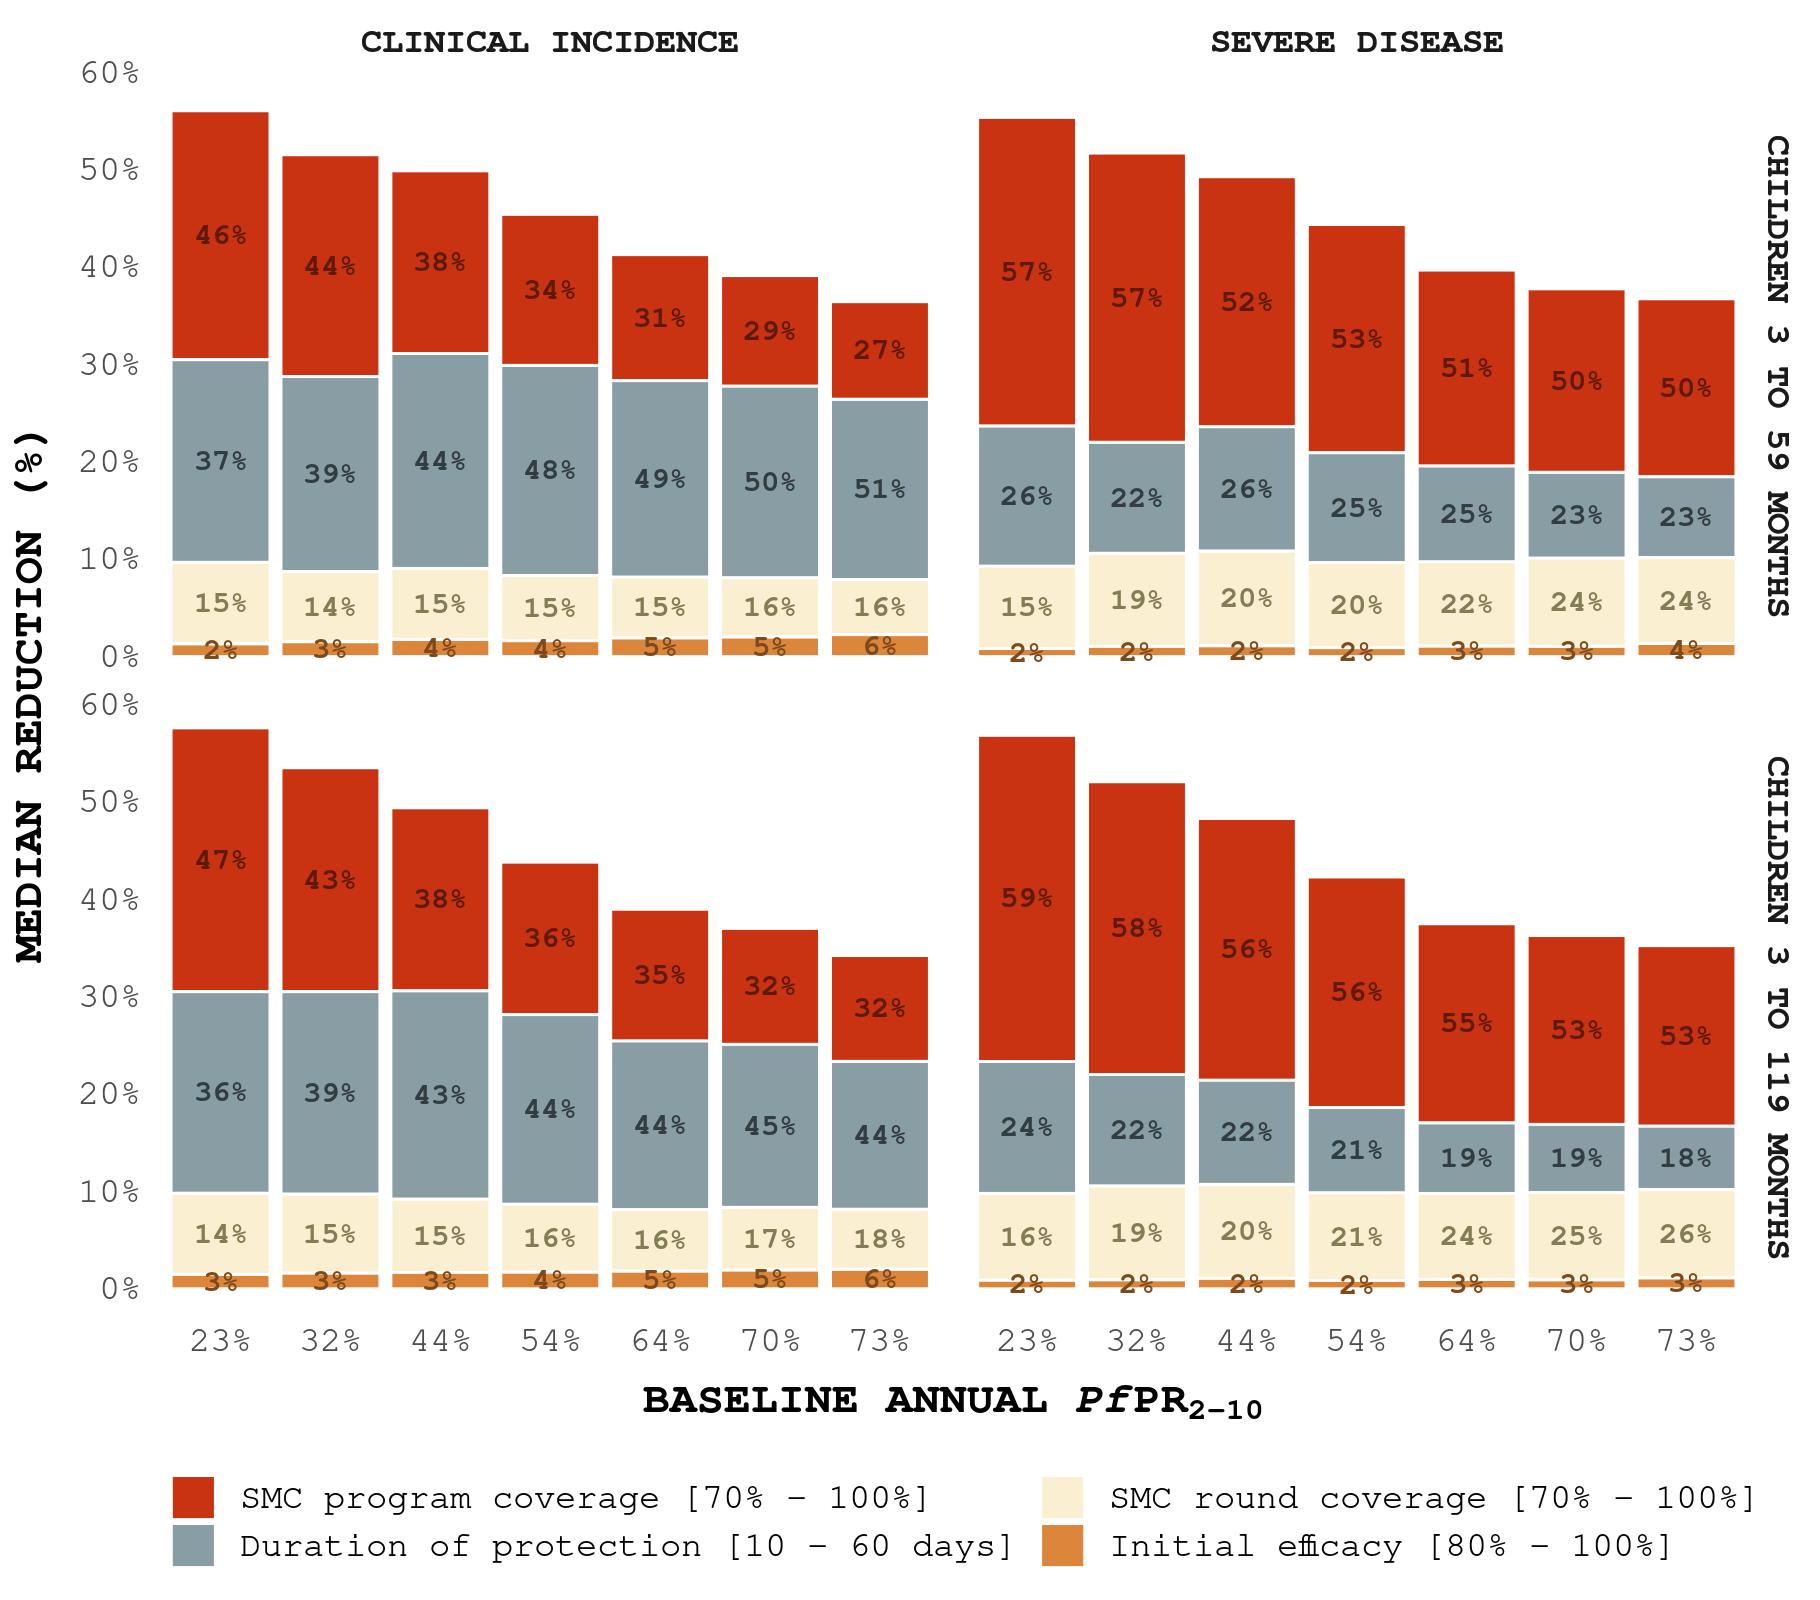 CLINICAL INCIDENCE
SEVERE DISEASE
MEDIAN REDUCTION (%)
60%
50%
40%
30%
20%
10%
0%
46% 44% 38% 34% 31% 29% 27%
37% 39% 44% 48% 49% 50% 51%
15% 14% 15% 15% 15% 16% 16%
2% 3% 4% 4% 5% 5% 6%
57% 57% 52% 53% 51% 50% 50%
26% 22% 26% 25% 25% 23% 23%
15% 19% 20% 20% 22% 24% 24%
2% 2% 2% 2% 3% 3% 4%
CHILDREN 3 TO 59 MONTHS
60%
50%
40%
30%
20%
10%
0%
47% 43% 38% 36% 35% 32% 32%
36% 39% 43% 44% 44% 45% 44%
14% 15% 15% 16% 16% 17% 18%
3% 3% 3% 4% 5% 5% 6%
59% 58% 56% 56% 55% 53% 53%
24% 22% 22% 21% 19% 19% 18%
16% 19% 20% 21% 24% 25% 26%
2% 2% 2% 2% 3% 3% 3%
CHILDREN 3 TO 119 MONTHS
23% 32% 44% 54% 64% 70% 73%
23% 32% 44% 54% 64% 70% 73%
BASELINE ANNUAL PfPR2–10
SMC program coverage [70% – 100%]
Duration of protection [10 – 60 days]
SMC round coverage [70% – 100%]
Initial efficacy [80% – 100%]